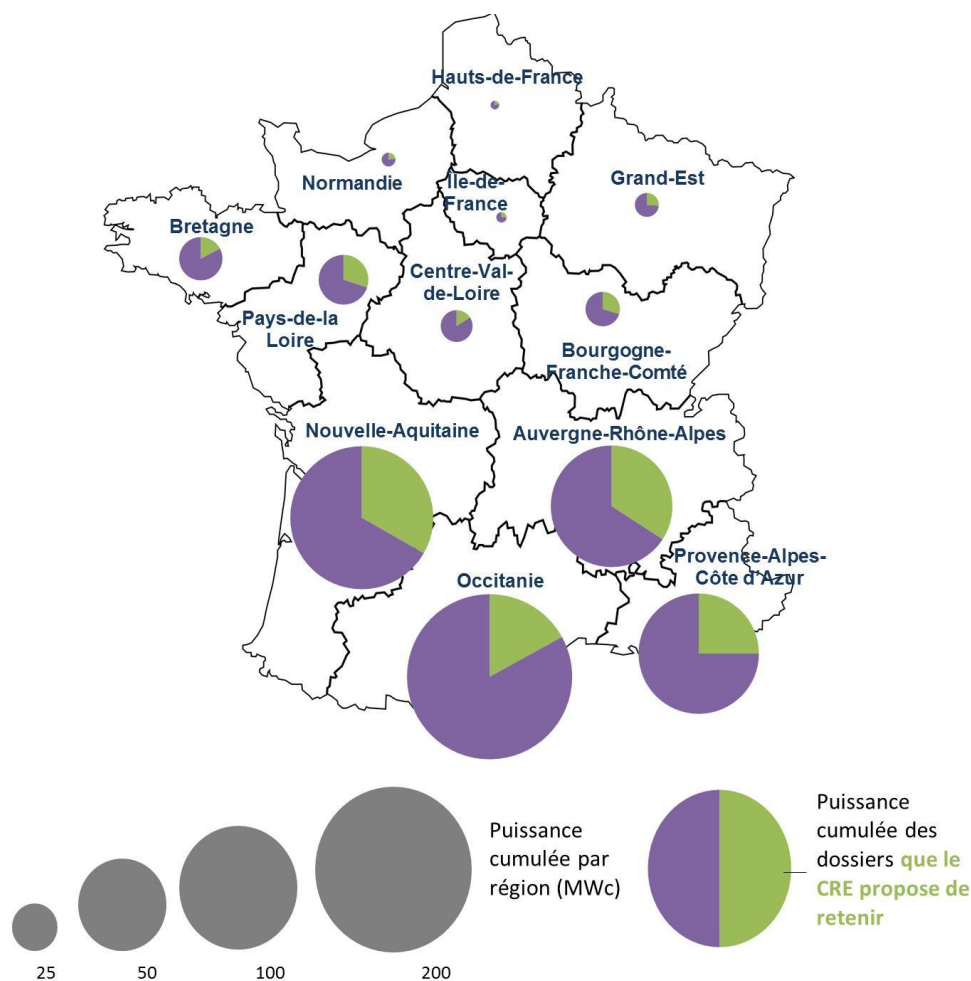 Hauts-de-France
Normandie
Ile-de-
France
Grand-Est
Bretagne
Centre-Val-
de-Loire
Pays-de-la
Loire
Bourgogne-
Franche-Comté
Nouvelle-Aquitaine
Auvergne-Rhône-Alpes
Provence-Alpes-
Côte d'Azur
Occitanie
Puissance
cumulée par
région (MWc)
25
50
100
200
Puissance
cumulée des
dossiers que le
CRE propose de
retenir